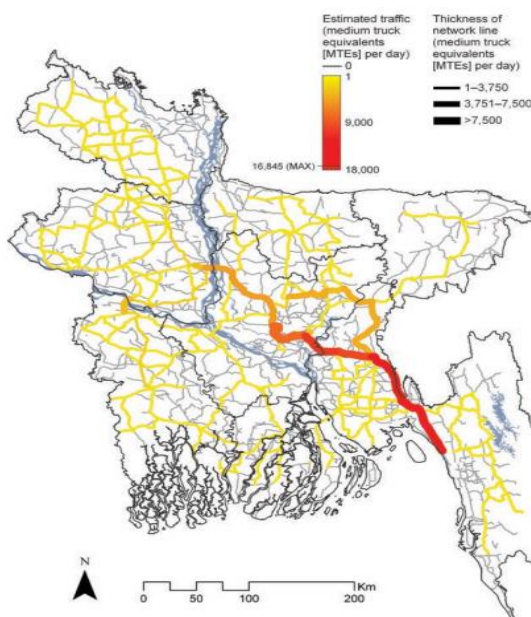 Estimated traffic
(medium truck
equivalents
[MTEs] per day)
0
1
9,000
16,845 (MAX)
18,000
Thickness of
network line
(medium truck
equivalents
[MTEs] per day)
1–3,750
3,751–7,500
>7,500
N
Km
0 50 100 200